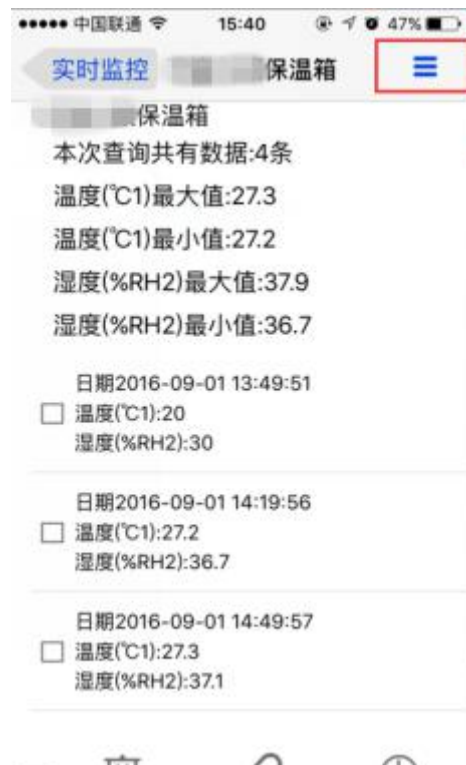 中国联通 15:40 47%
实时监控 保温箱
保温箱
本次查询共有数据:4条
温度(℃1)最大值:27.3
温度(℃1)最小值:27.2
湿度(%RH2)最大值:37.9
湿度(%RH2)最小值:36.7
日期2016-09-01 13:49:51
温度(℃1):20
湿度(%RH2):30
日期2016-09-01 14:19:56
温度(℃1):27.2
湿度(%RH2):36.7
日期2016-09-01 14:49:57
温度(℃1):27.3
湿度(%RH2):37.1